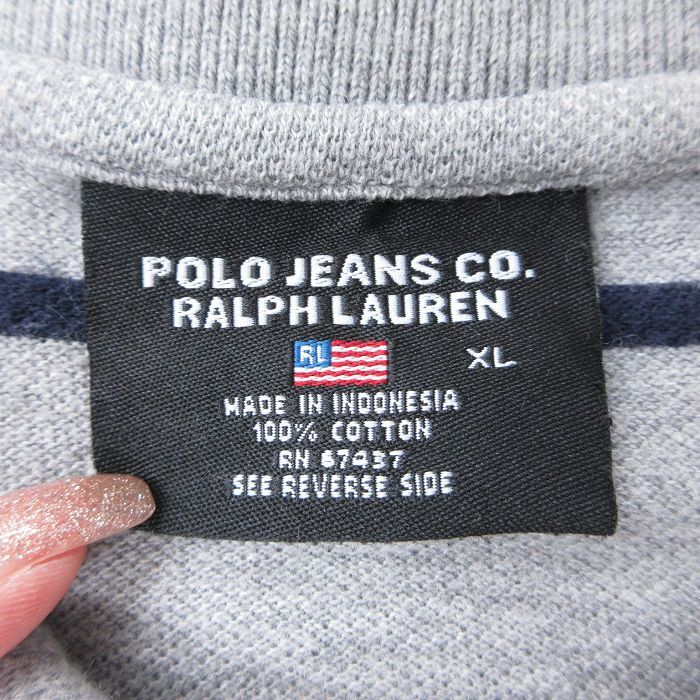 POLO JEANS CO.
RALPH LAUREN
RL XL
MADE IN INDONESIA
100% COTTON
RN 67437
SEE REVERSE SIDE